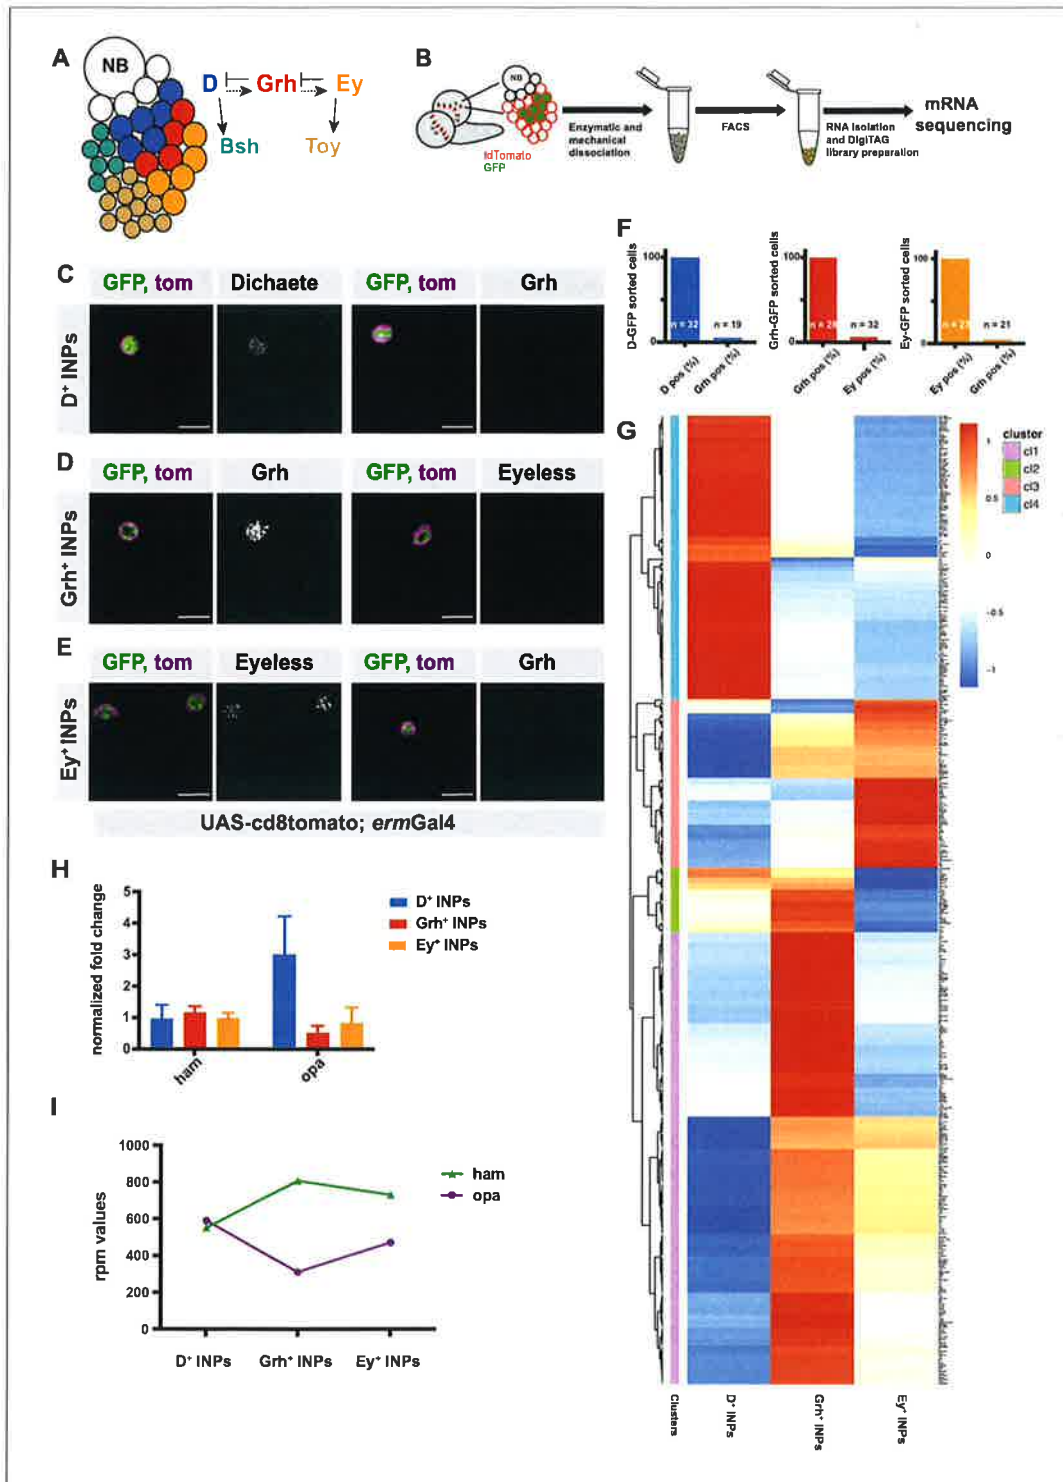 A
NB
D Grh Ey
Bsh Toy
B
NB
tdTomato
GFP
Enzymatic and
mechanical
dissociation
FACS
RNA isolation
and DigiTAG
library preparation
mRNA
sequencing
C
GFP, tom Dichaete GFP, tom Grh
D⁺ INPs
D
GFP, tom Grh GFP, tom Eyeless
Grh⁺ INPs
E
GFP, tom Eyeless GFP, tom Grh
Ey⁺ INPs
UAS-cd8tomato; ermGal4
F
D-GFP sorted cells
100
0
n = 32 n = 19
D pos (%) Grh pos (%)
Grh-GFP sorted cells
100
0
n = 28 n = 32
Grh pos (%) Ey pos (%)
Ey-GFP sorted cells
100
0
n = 27 n = 21
Ey pos (%) Grh pos (%)
G
1
0.5
0
-0.5
-1
cluster
cl1
cl2
cl3
cl4
Clusters
D⁺ INPs
Grh⁺ INPs
Ey⁺ INPs
H
normalized fold change
5
4
3
2
1
0
ham opa
D⁺ INPs
Grh⁺ INPs
Ey⁺ INPs
I
rpm values
1000
800
600
400
200
0
D⁺ INPs Grh⁺ INPs Ey⁺ INPs
ham
opa